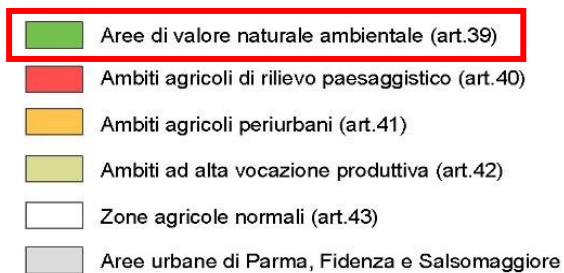 Aree di valore naturale ambientale (art.39)
Ambiti agricoli di rilievo paesaggistico (art.40)
Ambiti agricoli periurbani (art.41)
Ambiti ad alta vocazione produttiva (art.42)
Zone agricole normali (art.43)
Aree urbane di Parma, Fidenza e Salsomaggiore